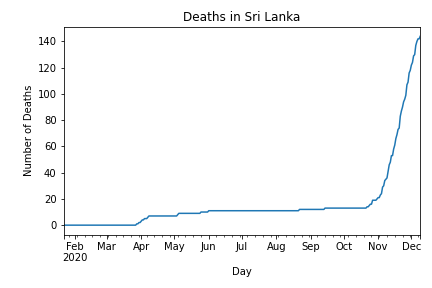 Deaths in Sri Lanka
Number of Deaths
140
120
100
80
60
40
20
0
Feb Mar Apr May Jun Jul Aug Sep Oct Nov Dec
2020
Day